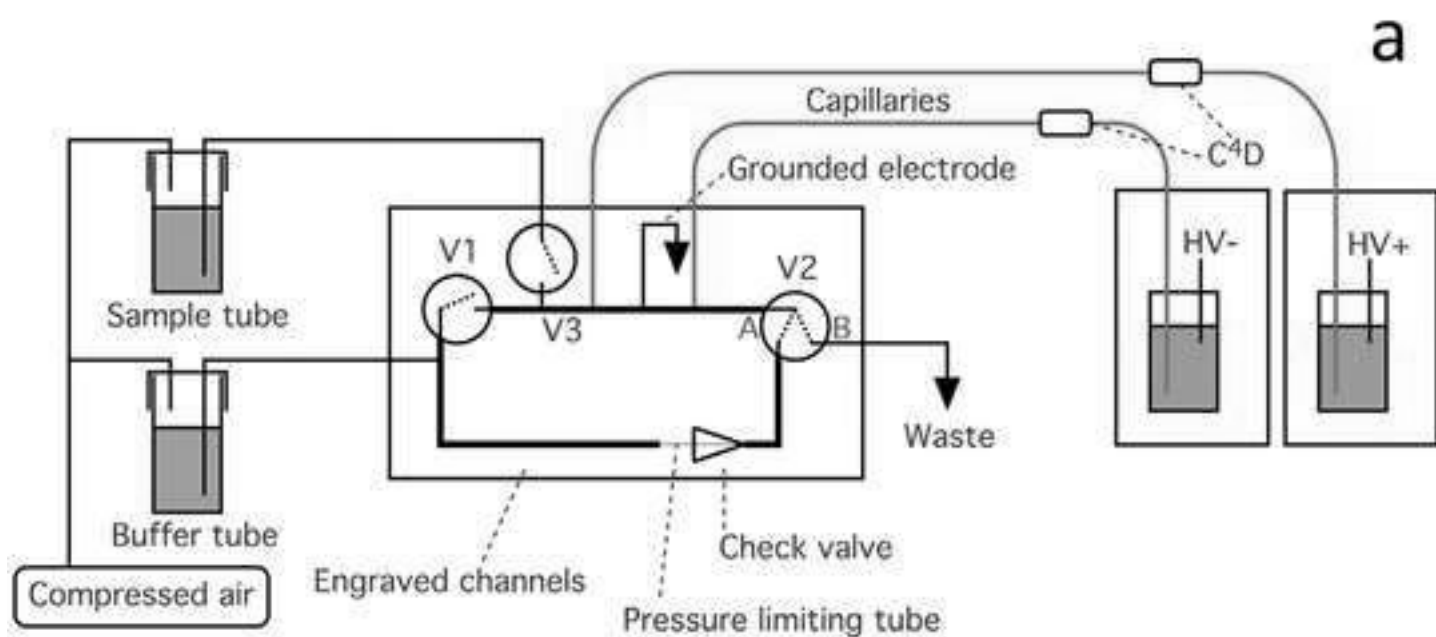 a
Capillaries
C⁴D
Grounded electrode
HV-
HV+
V1
V2
Sample tube
V3
A
B
Waste
Buffer tube
Check valve
Engraved channels
Compressed air
Pressure limiting tube